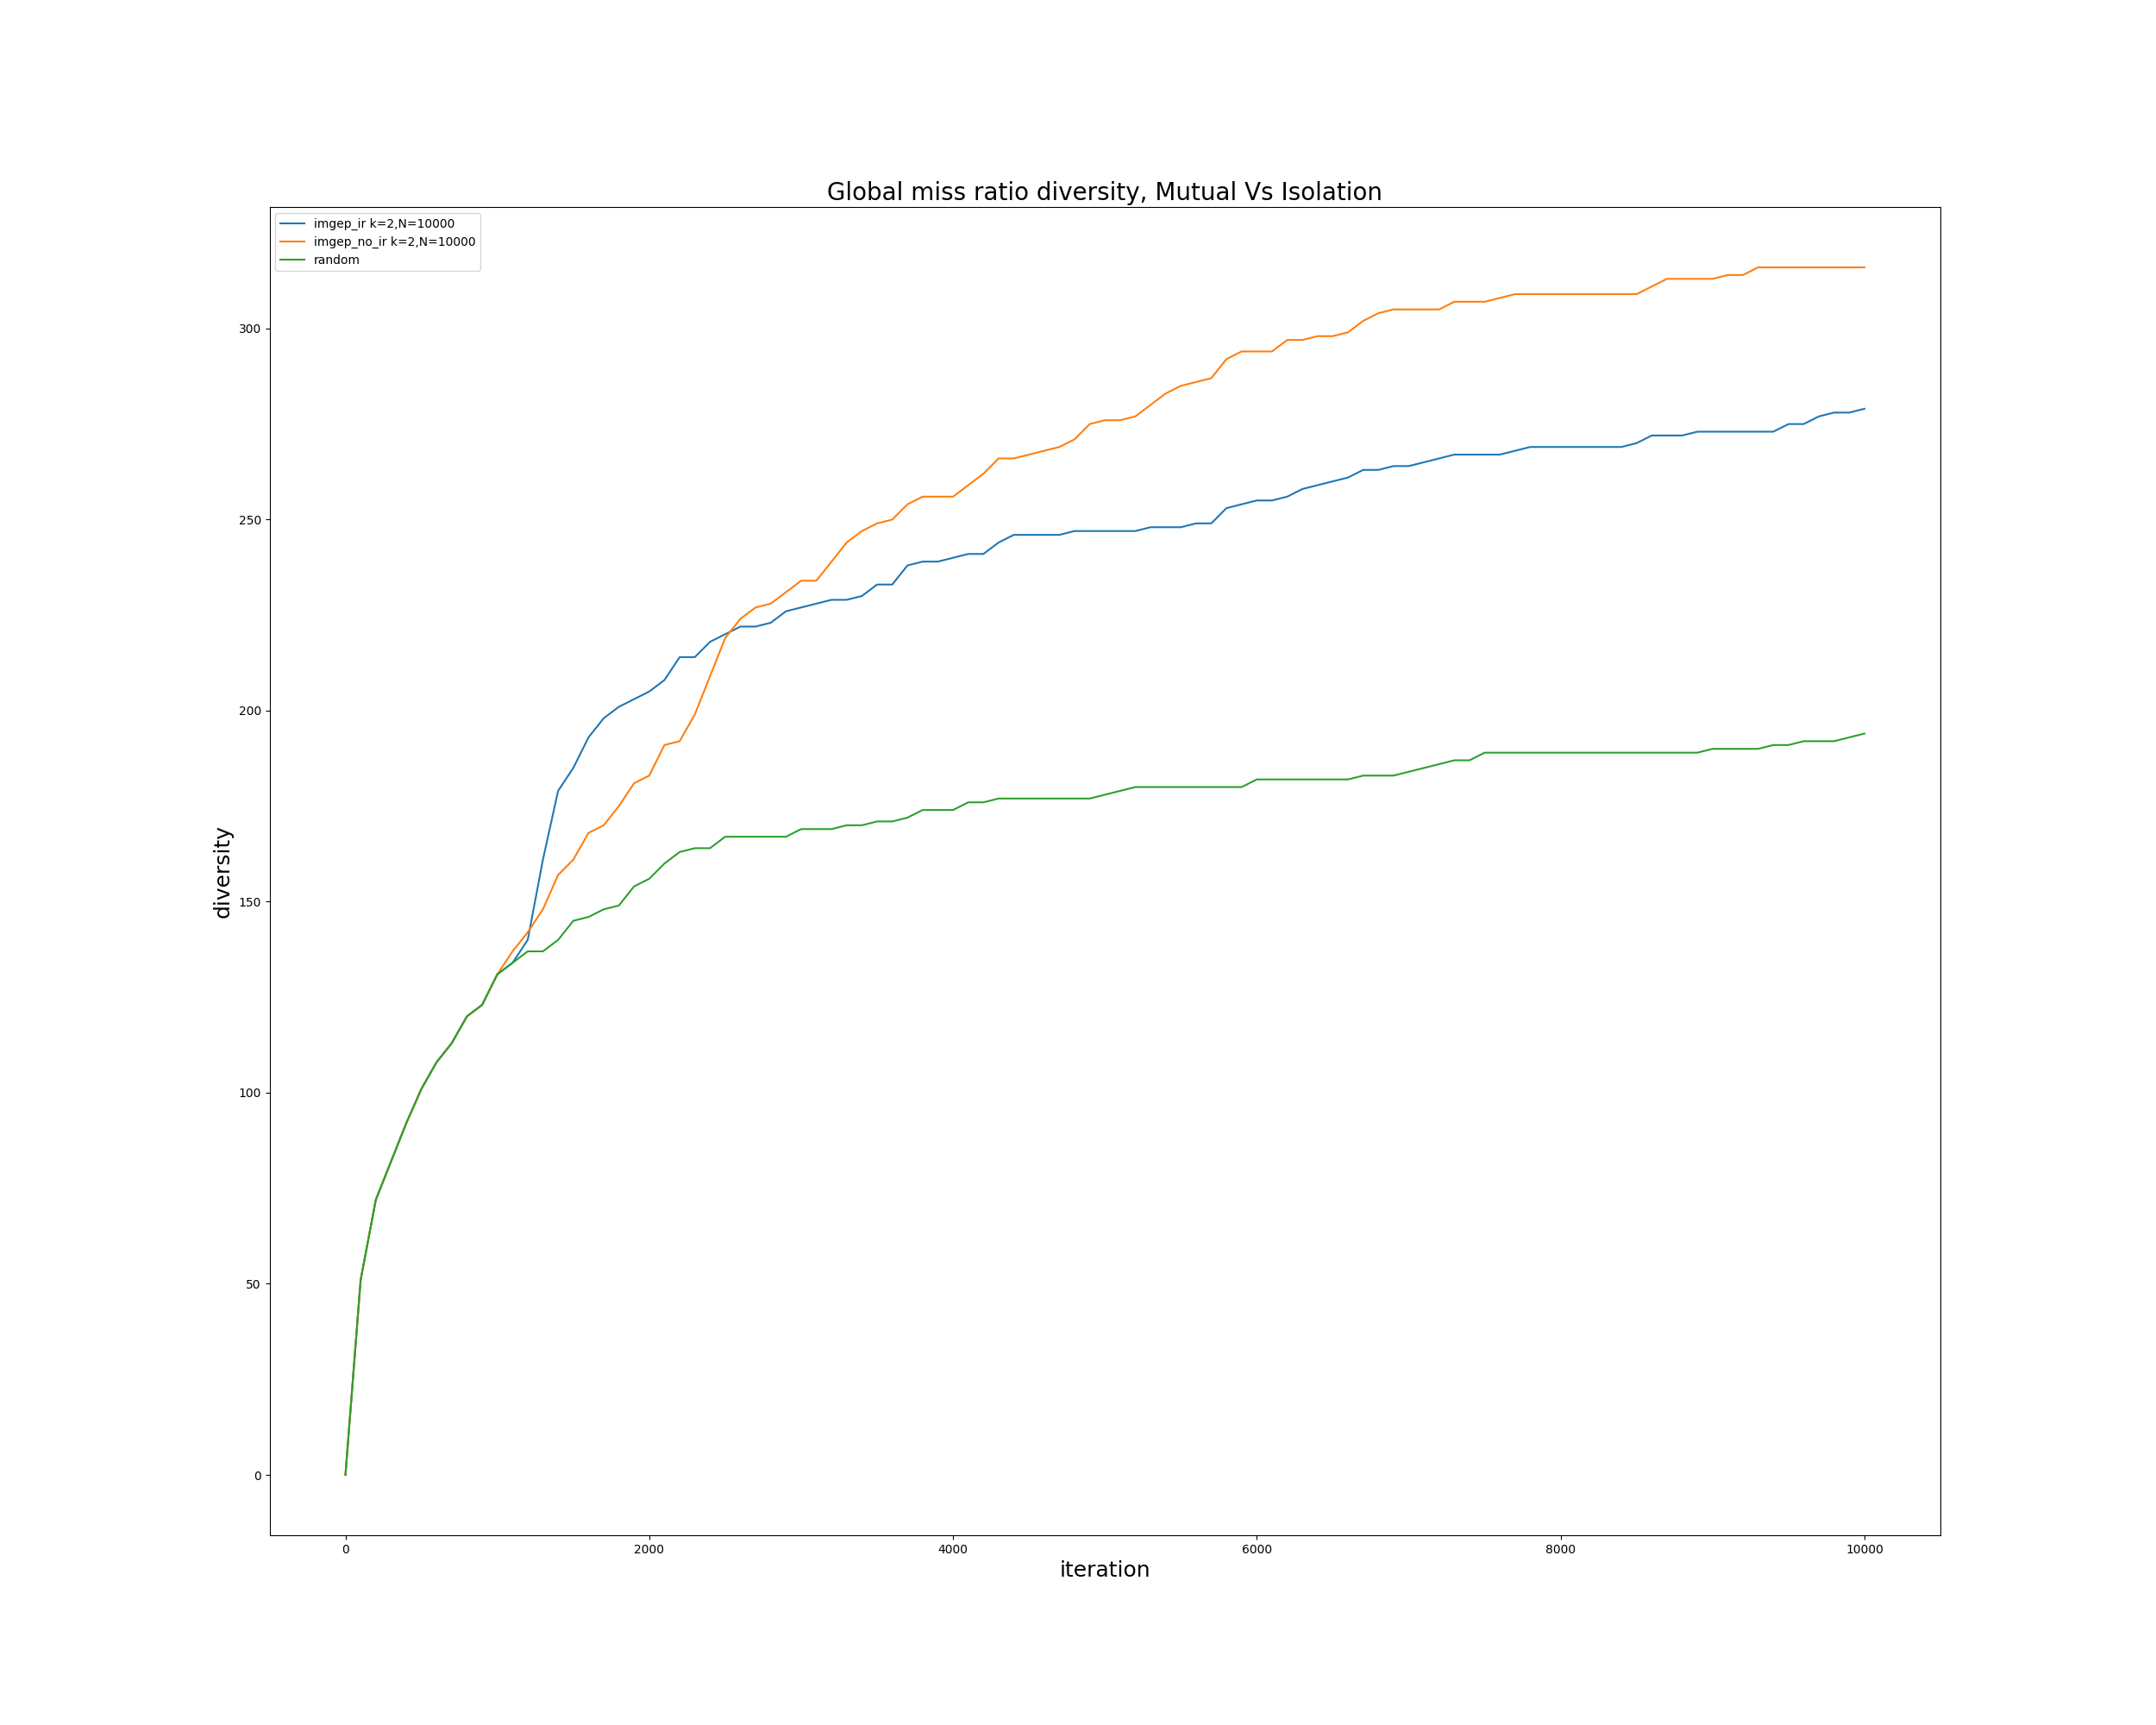 Global miss ratio diversity, Mutual Vs Isolation
imgep_ir k=2,N=10000
imgep_no_ir k=2,N=10000
random
300
250
200
150
100
50
0
diversity
0 2000 4000 6000 8000 10000
iteration